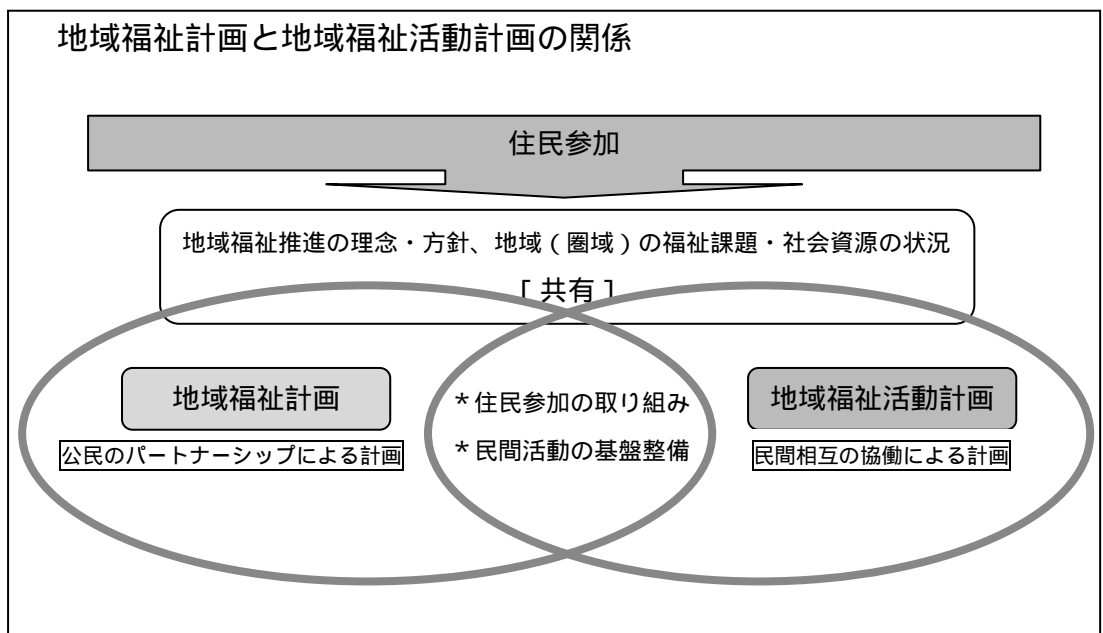 地域福祉計画と地域福祉活動計画の関係
住民参加
地域福祉推進の理念・方針、地域(圏域)の福祉課題・社会資源の状況
[共有]
地域福祉計画
公民のパートナーシップによる計画
*住民参加の取り組み
*民間活動の基盤整備
地域福祉活動計画
民間相互の協働による計画